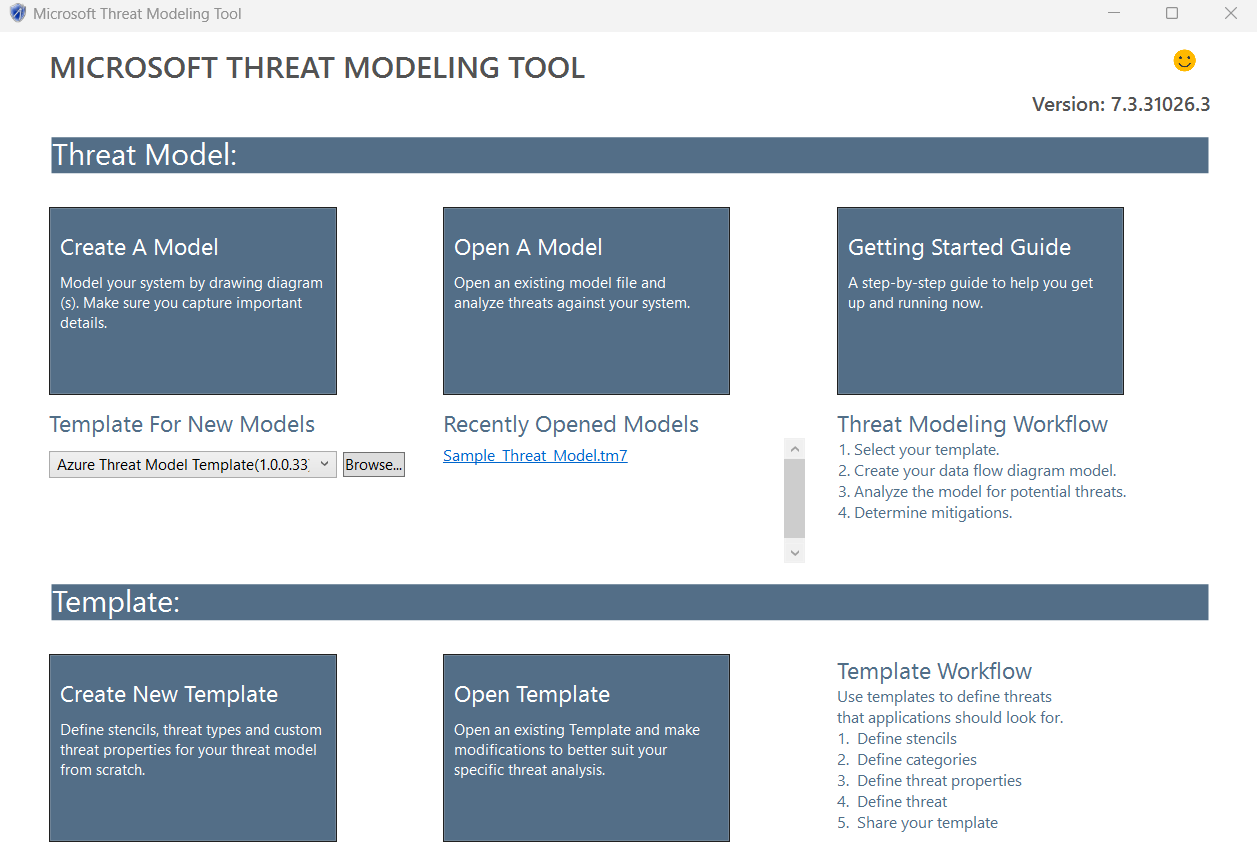 Microsoft Threat Modeling Tool
MICROSOFT THREAT MODELING TOOL
Version: 7.3.31026.3
Threat Model:
Create A Model
Model your system by drawing diagram
(s). Make sure you capture important
details.
Open A Model
Open an existing model file and
analyze threats against your system.
Getting Started Guide
A step-by-step guide to help you get
up and running now.
Template For New Models
Azure Threat Model Template(1.0.0.33)
Browse...
Recently Opened Models
Sample_Threat_Model.tm7
Threat Modeling Workflow
1. Select your template.
2. Create your data flow diagram model.
3. Analyze the model for potential threats.
4. Determine mitigations.
Template:
Create New Template
Define stencils, threat types and custom
threat properties for your threat model
from scratch.
Open Template
Open an existing Template and make
modifications to better suit your
specific threat analysis.
Template Workflow
Use templates to define threats
that applications should look for.
1. Define stencils
2. Define categories
3. Define threat properties
4. Define threat
5. Share your template